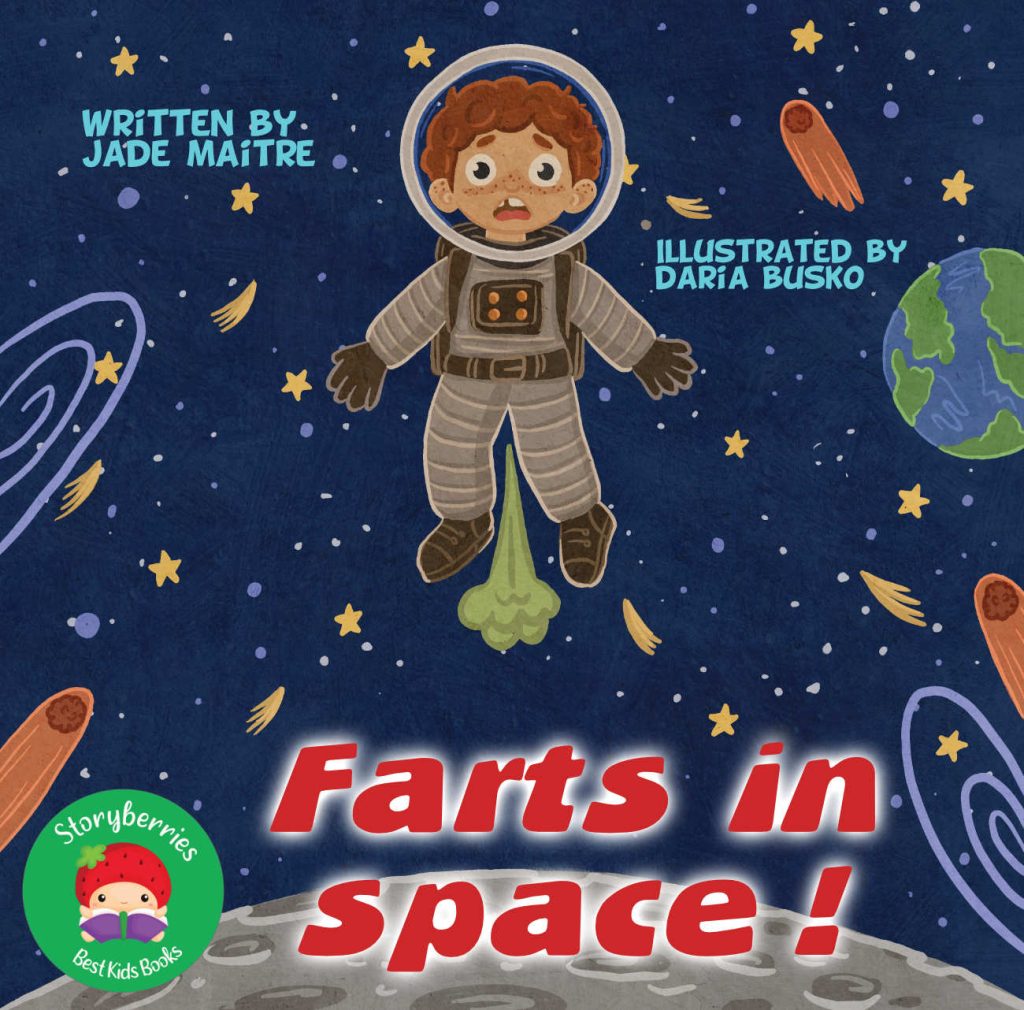 WRiTTEN BY
JADE MAiTRE
iLLUSTRATED BY
DARiA BUSKO
Farts in
space!
Storyberries
Best Kids Books